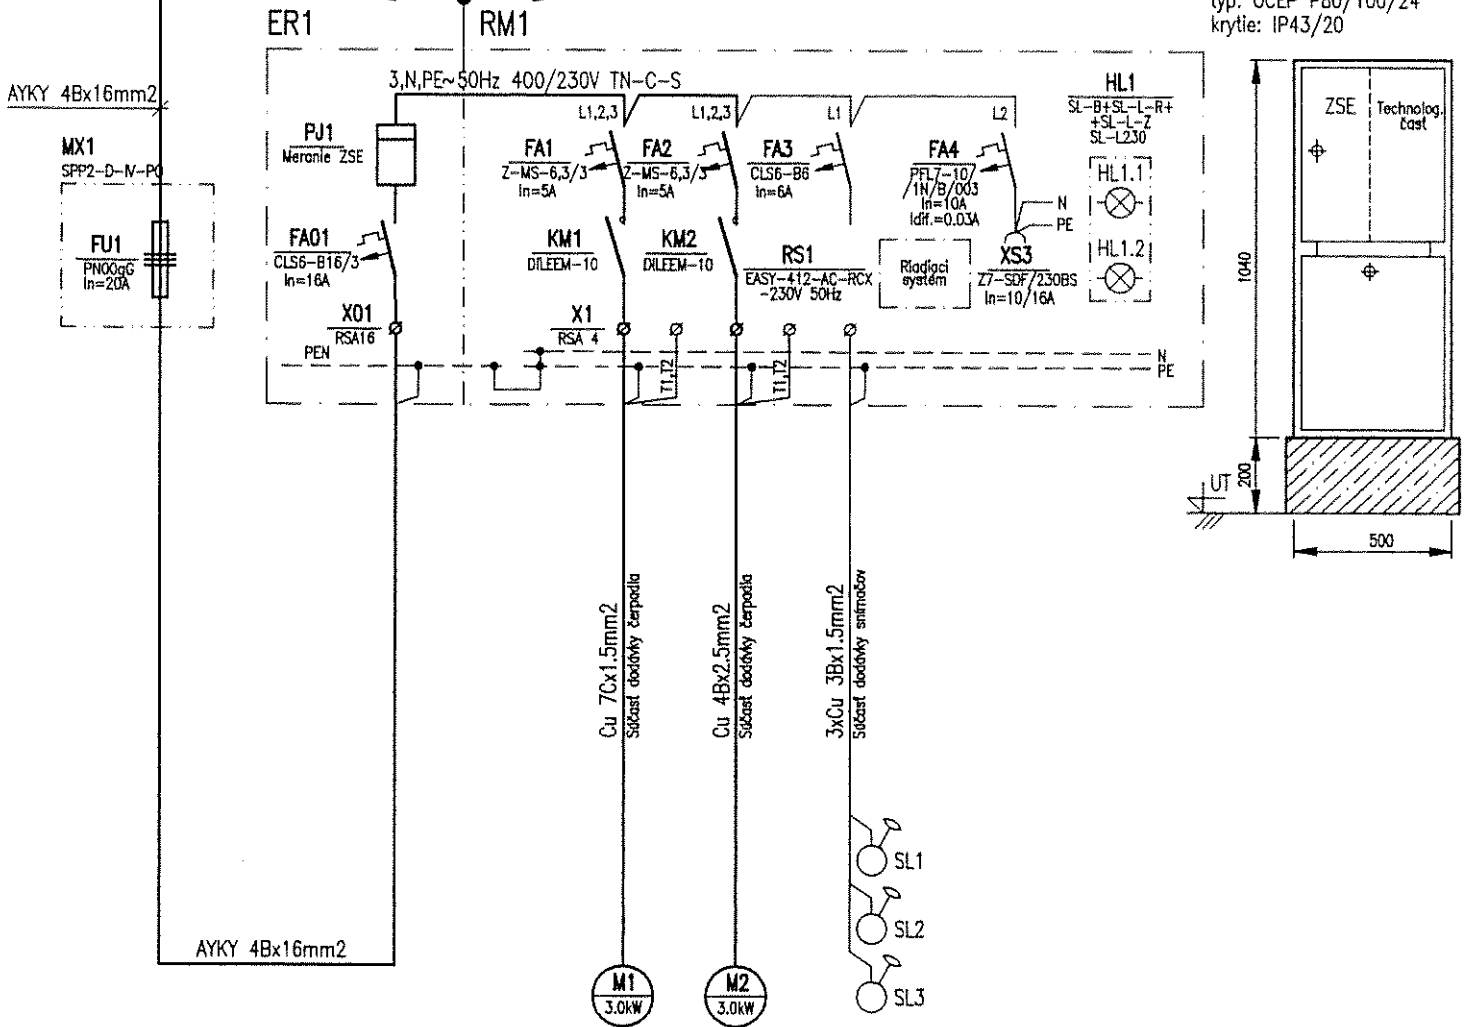 typ: OCEP P80/100/24
krytie: IP43/20
ER1
RM1
3,N,PE~50Hz 400/230V TN-C-S
AYKY 4Bx16mm2
MX1
SPP2-D-IV-PO
FU1
PN00gG
In=20A
PJ1
Meranie ZSE
FA01
CLS6-B16/3
In=16A
X01
RSA16
PEN
L1,2,3
FA1
Z-MS-6,3/3
In=5A
KM1
DILEEM-10
X1
RSA 4
T1,T2
L1,2,3
FA2
Z-MS-6,3/3
In=5A
KM2
DILEEM-10
T1,T2
L1
FA3
CLS6-B6
In=6A
RS1
EASY-412-AC-RCX
-230V 50Hz
Riadiaci
systém
L2
FA4
PFL7-10/
/1N/B/003
In=10A
Idif.=0.03A
N
PE
XS3
Z7-SDF/230BS
In=10/16A
HL1
SL-B+SL-L-R+
+SL-L-Z
SL-L230
HL1.1
HL1.2
N
PE
ZSE
Technolog.
časť
1040
200
UT
500
Cu 7Cx1.5mm2
Súčasť dodávky čerpadla
Cu 4Bx2.5mm2
Súčasť dodávky čerpadla
3xCu 3Bx1.5mm2
Súčasť dodávky snímačov
SL1
SL2
SL3
AYKY 4Bx16mm2
M1
3.0kW
M2
3.0kW